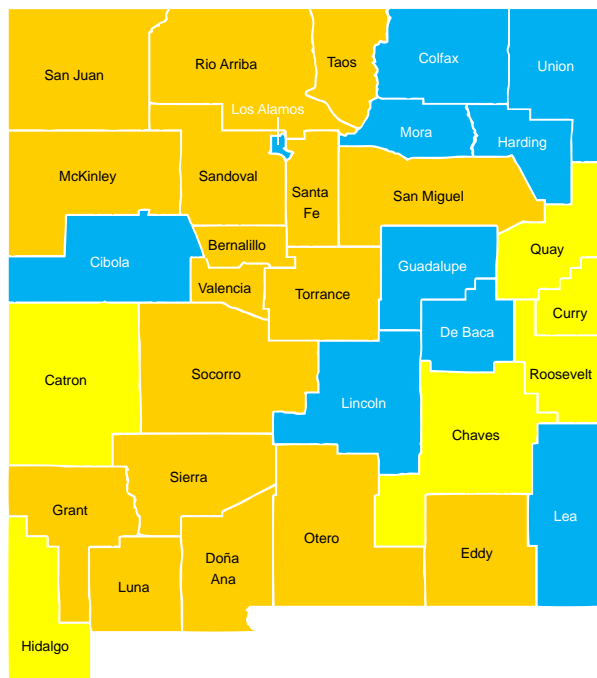 San Juan
Rio Arriba
Taos
Colfax
Union
Los Alamos
Mora
Harding
McKinley
Sandoval
Santa
Fe
San Miguel
Bernalillo
Quay
Cibola
Guadalupe
Valencia
Torrance
Curry
De Baca
Catron
Socorro
Roosevelt
Lincoln
Chaves
Sierra
Grant
Lea
Otero
Eddy
Doña
Ana
Luna
Hidalgo